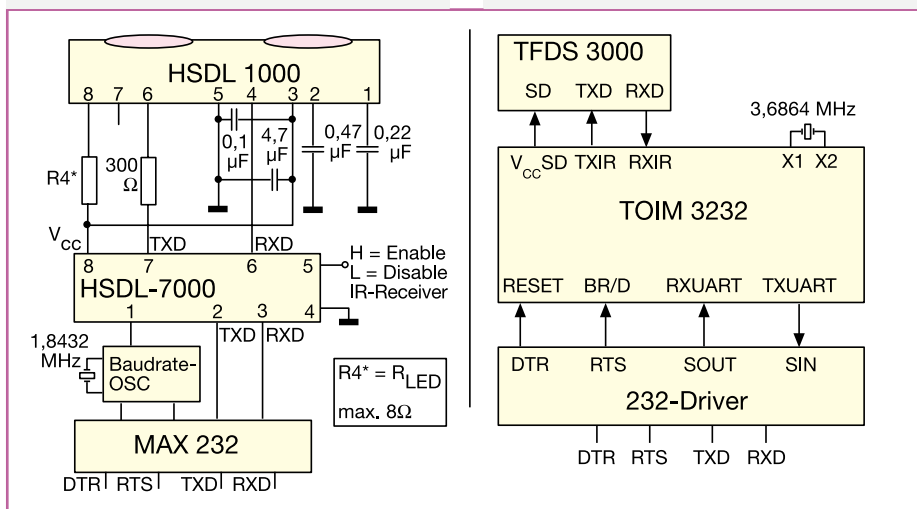 HSDL 1000
8 7 6 5 4 3 2 1
R4*
300
Ω
0,1
µF
4,7
µF
0,47
µF
0,22
µF
VCC
TXD
RXD
8 7 6 5
HSDL-7000
1 2 3 4
H = Enable
L = Disable
IR-Receiver
TXD RXD
1,8432
MHz
Baudrate-
OSC
R4* = RLED
max. 8Ω
MAX 232
DTR RTS TXD RXD
TFDS 3000
SD TXD RXD
3,6864 MHz
VCCSD TXIR RXIR X1 X2
TOIM 3232
RESET BR/D RXUART TXUART
DTR RTS SOUT SIN
232-Driver
DTR RTS TXD RXD